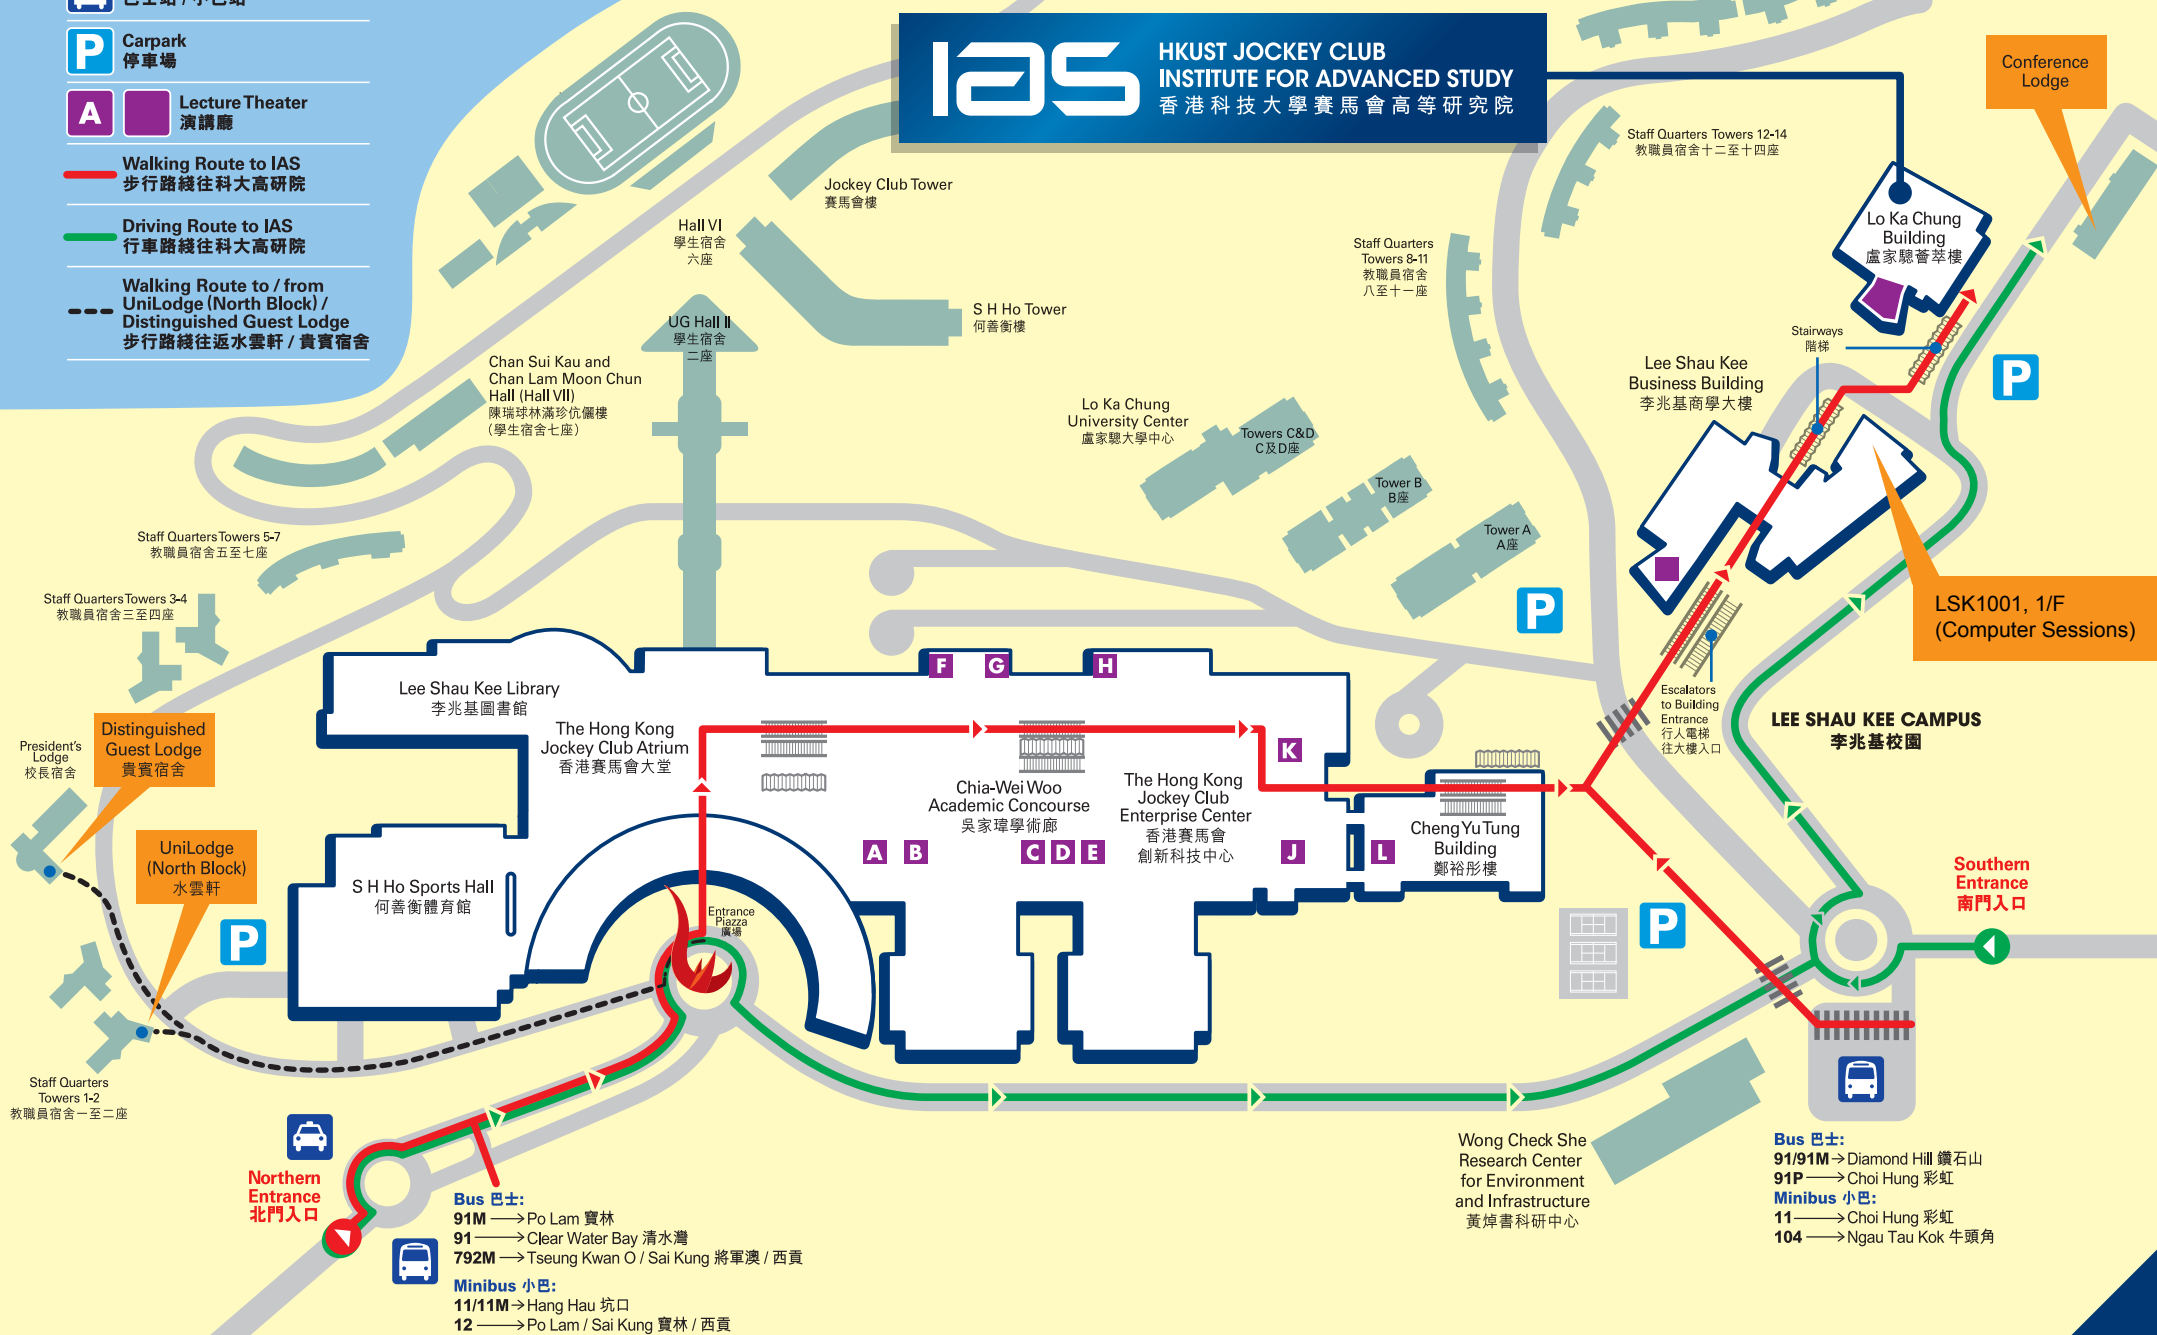 巴士站 / 小巴站
P
Carpark
停車場
A
Lecture Theater
演講廳
Walking Route to IAS
步行路綫往科大高研院
Driving Route to IAS
行車路綫往科大高研院
Walking Route to / from
UniLodge (North Block) /
Distinguished Guest Lodge
步行路綫往返水雲軒 / 貴賓宿舍
IAS
HKUST JOCKEY CLUB
INSTITUTE FOR ADVANCED STUDY
香港科技大學賽馬會高等研究院
Conference
Lodge
Staff Quarters Towers 12-14
教職員宿舍十二至十四座
Jockey Club Tower
賽馬會樓
Hall VI
學生宿舍
六座
Lo Ka Chung
Building
盧家驄薈萃樓
Staff Quarters
Towers 8-11
教職員宿舍
八至十一座
S H Ho Tower
何善衡樓
UG Hall II
學生宿舍
二座
Stairways
階梯
Chan Sui Kau and
Chan Lam Moon Chun
Hall (Hall VII)
陳瑞球林滿珍伉儷樓
(學生宿舍七座)
Lee Shau Kee
Business Building
李兆基商學大樓
P
Lo Ka Chung
University Center
盧家驄大學中心
Towers C&D
C及D座
Tower B
B座
Tower A
A座
Staff Quarters Towers 5-7
教職員宿舍五至七座
Staff Quarters Towers 3-4
教職員宿舍三至四座
P
LSK1001, 1/F
(Computer Sessions)
F
G
H
Lee Shau Kee Library
李兆基圖書館
Escalators
to Building
Entrance
行人電梯
往大樓入口
LEE SHAU KEE CAMPUS
李兆基校園
Distinguished
Guest Lodge
貴賓宿舍
President's
Lodge
校長宿舍
The Hong Kong
Jockey Club Atrium
香港賽馬會大堂
K
Chia-Wei Woo
Academic Concourse
吳家瑋學術廊
The Hong Kong
Jockey Club
Enterprise Center
香港賽馬會
創新科技中心
Cheng Yu Tung
Building
鄭裕彤樓
A
B
C
D
E
J
L
UniLodge
(North Block)
水雲軒
S H Ho Sports Hall
何善衡體育館
Southern
Entrance
南門入口
Entrance
Piazza
廣場
P
P
Staff Quarters
Towers 1-2
教職員宿舍一至二座
Northern
Entrance
北門入口
Bus 巴士:
91M → Po Lam 寶林
91 → Clear Water Bay 清水灣
792M → Tseung Kwan O / Sai Kung 將軍澳 / 西貢
Minibus 小巴:
11/11M → Hang Hau 坑口
12 → Po Lam / Sai Kung 寶林 / 西貢
Wong Check She
Research Center
for Environment
and Infrastructure
黃焯書科研中心
Bus 巴士:
91/91M → Diamond Hill 鑽石山
91P → Choi Hung 彩虹
Minibus 小巴:
11 → Choi Hung 彩虹
104 → Ngau Tau Kok 牛頭角